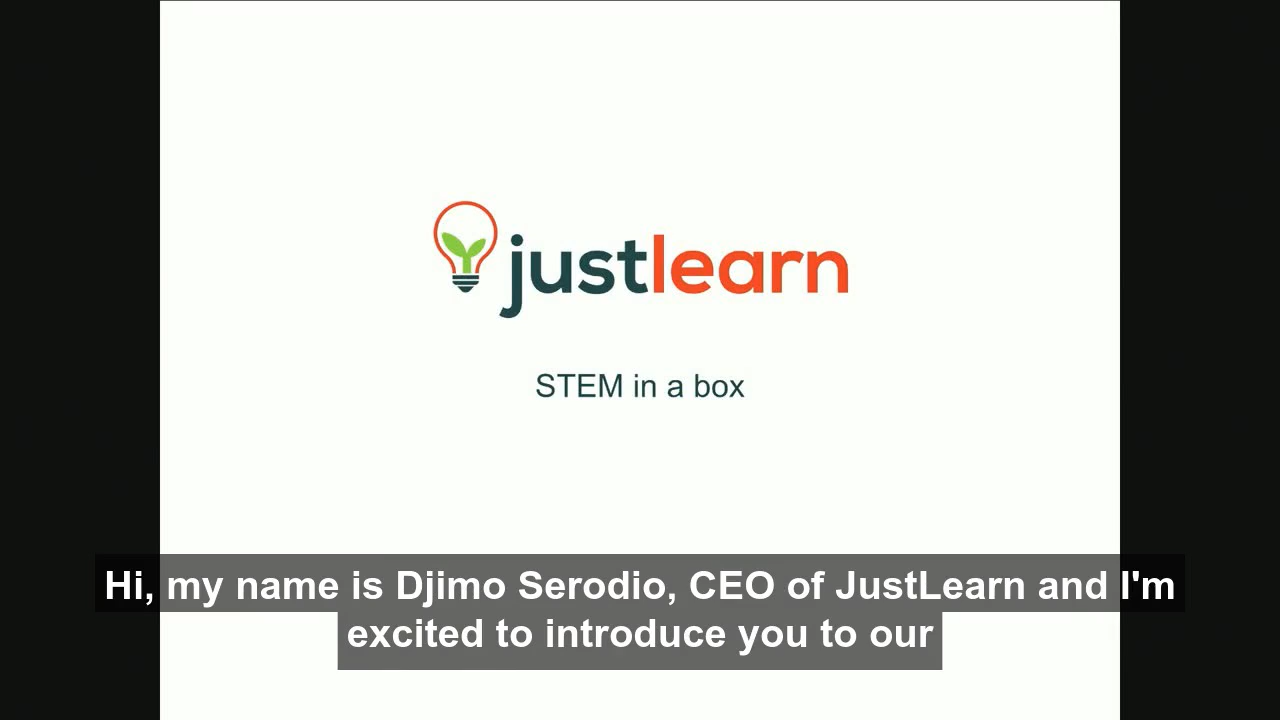 justlearn
STEM in a box
Hi, my name is Djimo Serodio, CEO of JustLearn and I'm
excited to introduce you to our